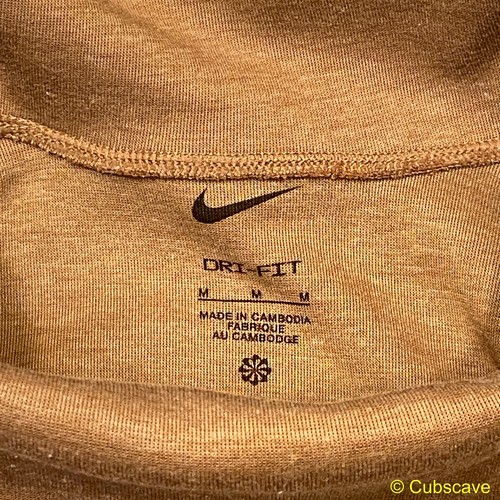 DRI-FIT
M M M
MADE IN CAMBODIA
FABRIQUE
AU CAMBODGE
© Cubscave